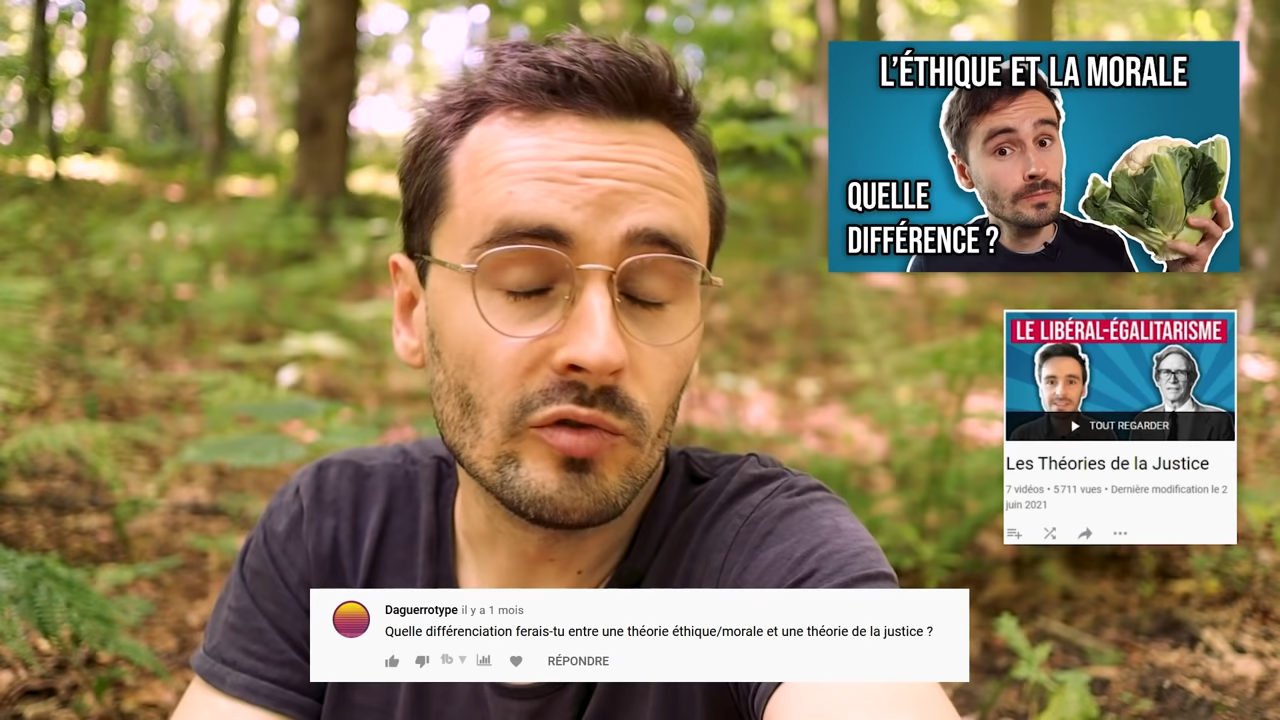 L'ÉTHIQUE ET LA MORALE
QUELLE
DIFFÉRENCE ?
LE LIBÉRAL-ÉGALITARISME
TOUT REGARDER
Les Théories de la Justice
7 vidéos • 5 711 vues • Dernière modification le 2
juin 2021
Daguerrotype il y a 1 mois
Quelle différenciation ferais-tu entre une théorie éthique/morale et une théorie de la justice ?
RÉPONDRE